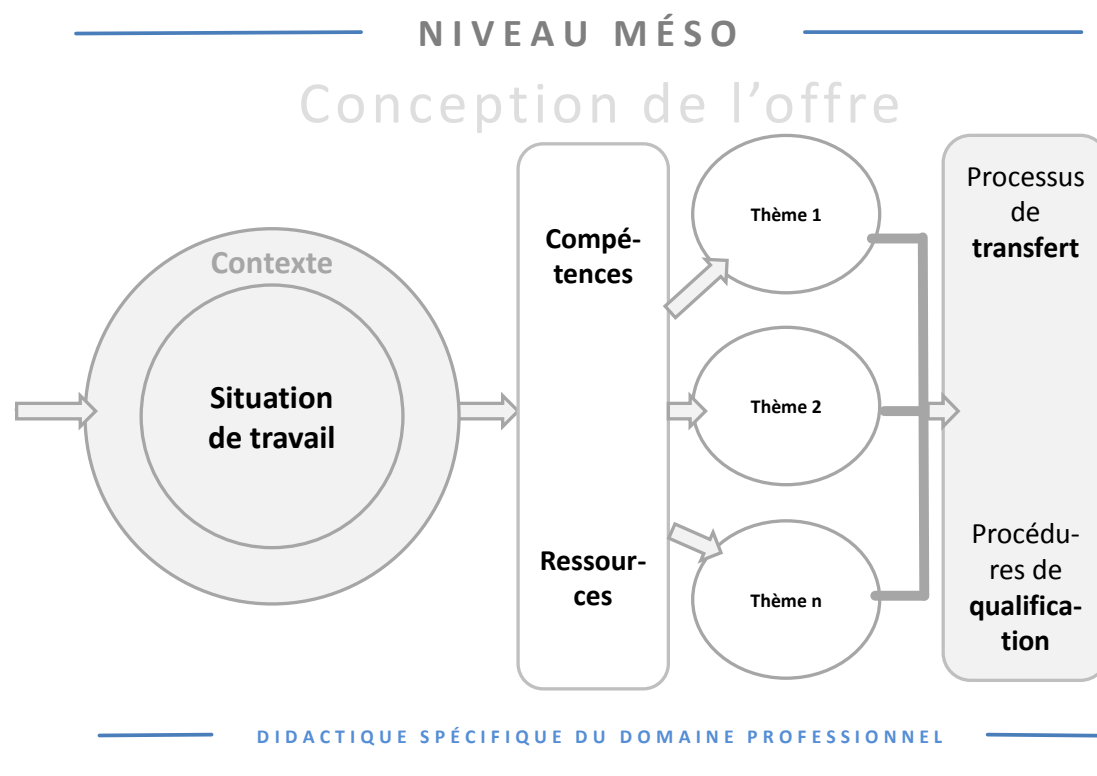 NIVEAU MÉSO
Conception de l’offre
Contexte
Situation
de travail
Compé-
tences
Ressour-
ces
Thème 1
Thème 2
Thème n
Processus
de
transfert
Procédu-
res de
qualifica-
tion
DIDACTIQUE SPÉCIFIQUE DU DOMAINE PROFESSIONNEL